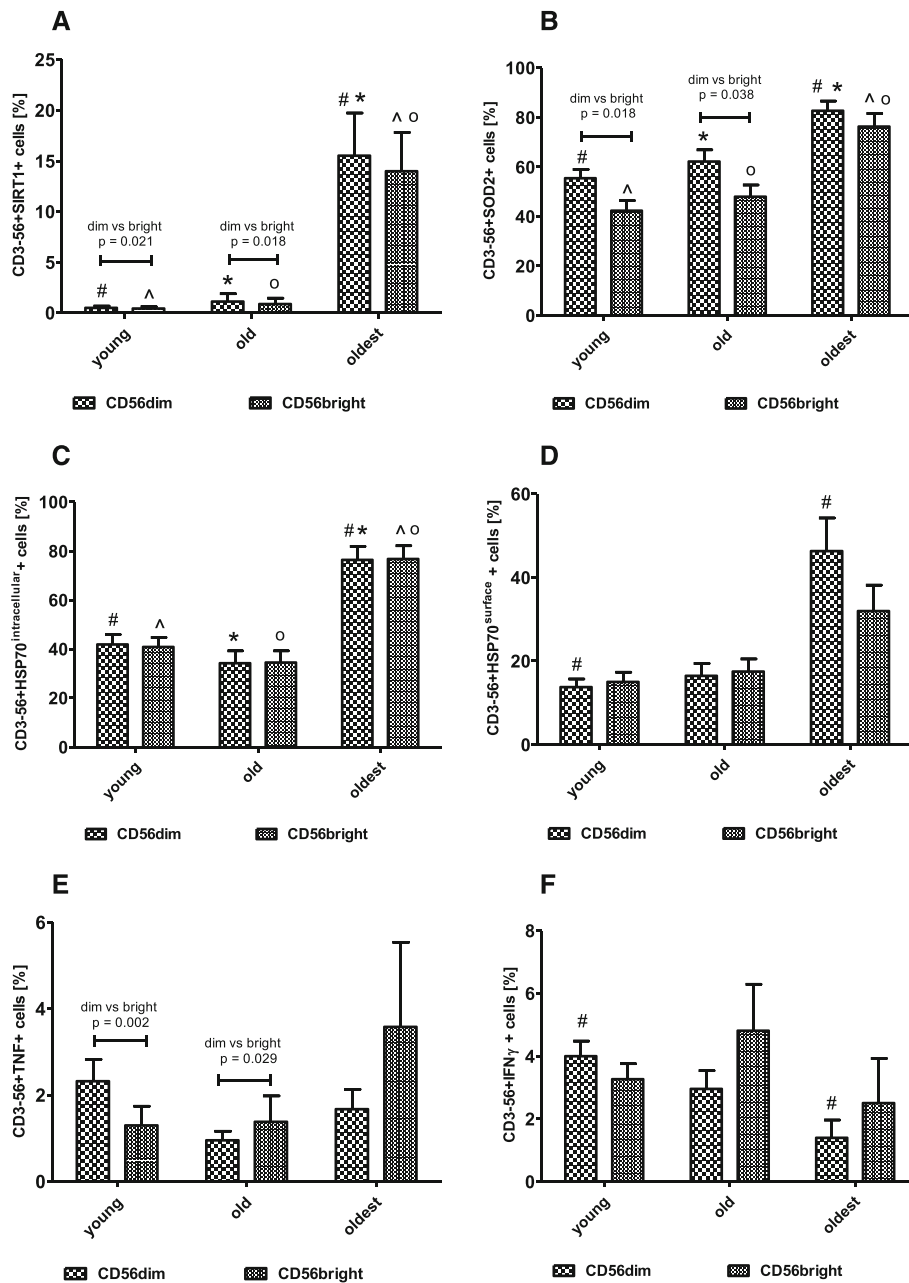 A
CD3-56+SIRT1+ cells [%]
25
20
15
10
5
0
dim vs bright
p = 0.021
dim vs bright
p = 0.018
# *
^ o
#
^
*
o
young
old
oldest
CD56dim
CD56bright
B
CD3-56+SOD2+ cells [%]
100
80
60
40
20
0
dim vs bright
p = 0.018
dim vs bright
p = 0.038
# *
^ o
#
^
*
o
young
old
oldest
CD56dim
CD56bright
C
CD3-56+HSP70intracellular+ cells [%]
100
80
60
40
20
0
#
^
*
o
# *
^ o
young
old
oldest
CD56dim
CD56bright
D
CD3-56+HSP70surface + cells [%]
60
40
20
0
#
#
young
old
oldest
CD56dim
CD56bright
E
CD3-56+TNF+ cells [%]
6
4
2
0
dim vs bright
p = 0.002
dim vs bright
p = 0.029
young
old
oldest
CD56dim
CD56bright
F
CD3-56+IFNγ + cells [%]
8
6
4
2
0
#
#
young
old
oldest
CD56dim
CD56bright